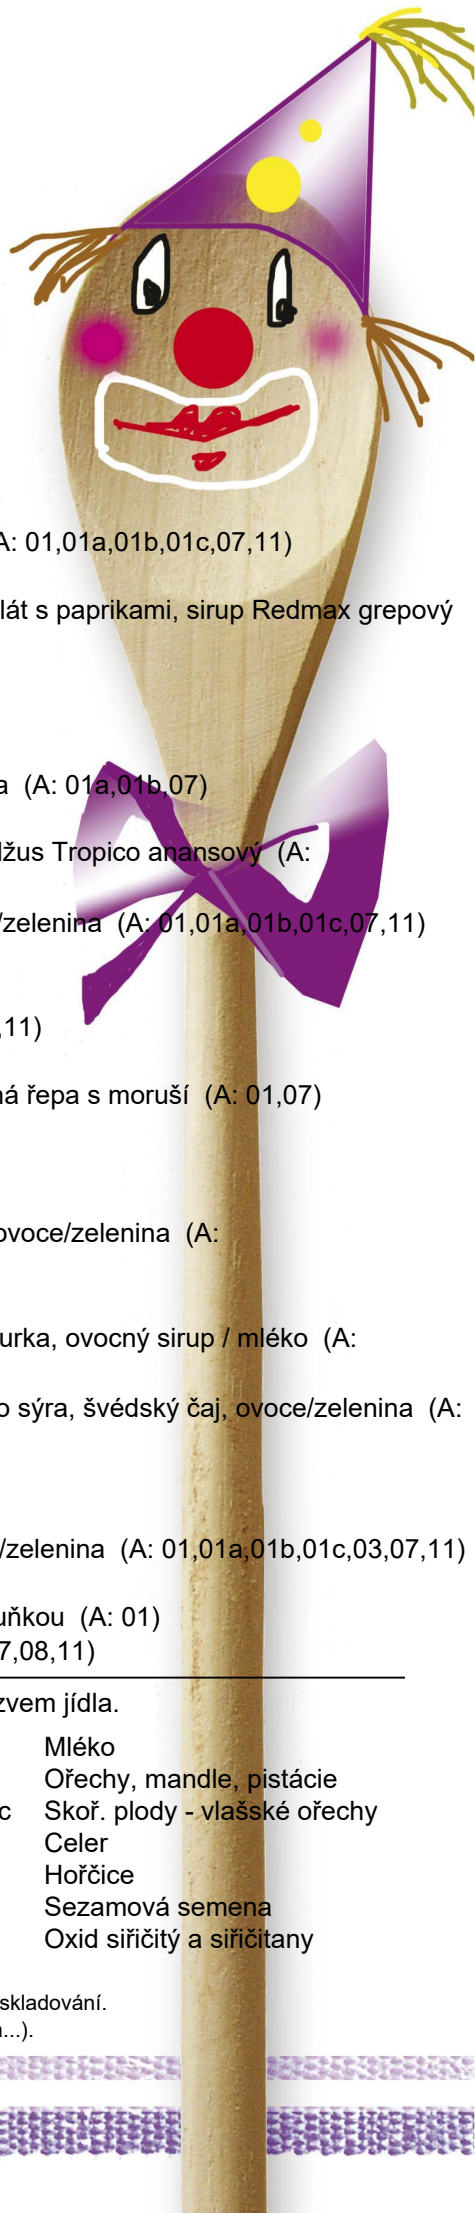 A: 01,01a,01b,01c,07,11)
lát s paprikami, sirup Redmax grepový
a (A: 01a,01b,07)
džus Tropico anansový (A:
/zelenina (A: 01,01a,01b,01c,07,11)
,11)
ná řepa s moruší (A: 01,07)
ovoce/zelenina (A:
urka, ovocný sirup / mléko (A:
o sýra, švédský čaj, ovoce/zelenina (A:
/zelenina (A: 01,01a,01b,01c,03,07,11)
uňkou (A: 01)
7,08,11)
zvem jídla.
Mléko
Ořechy, mandle, pistácie
c Skoř. plody - vlašské ořechy
Celer
Hořčice
Sezamová semena
Oxid siřičitý a siřičitany
skladování.
a...).